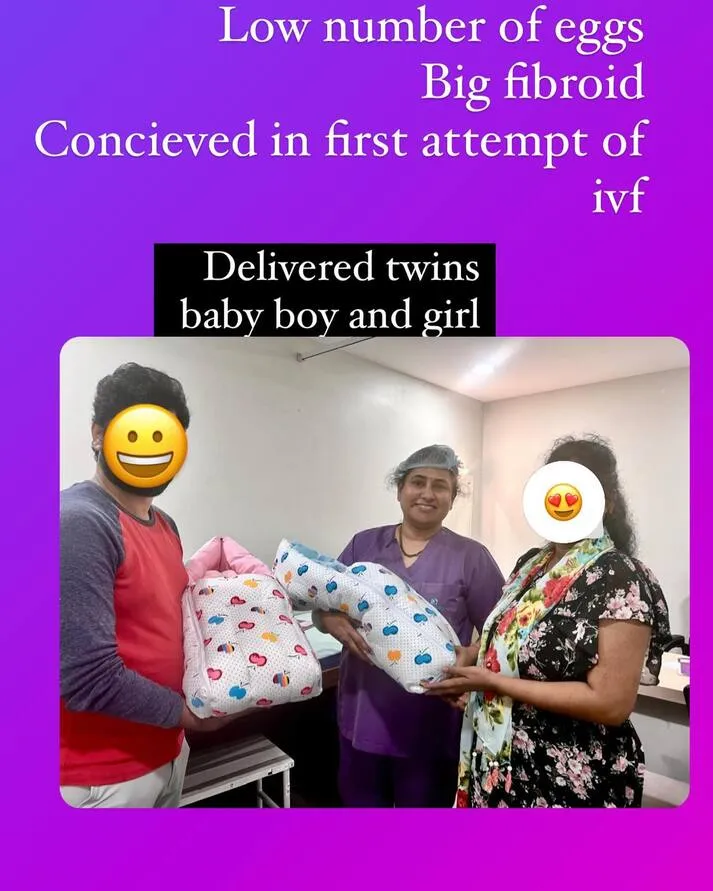 Low number of eggs
Big fibroid
Concieved in first attempt of
ivf
Delivered twins
baby boy and girl